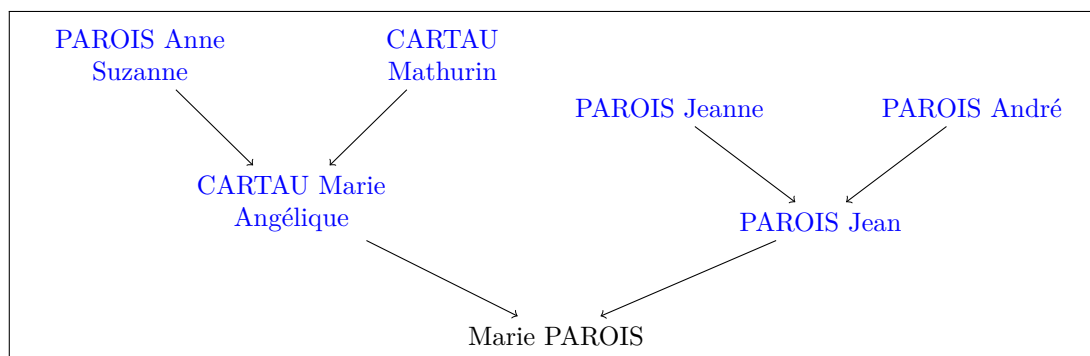 PAROIS Anne
Suzanne
CARTAU
Mathurin
PAROIS Jeanne
PAROIS André
CARTAU Marie
Angélique
PAROIS Jean
Marie PAROIS